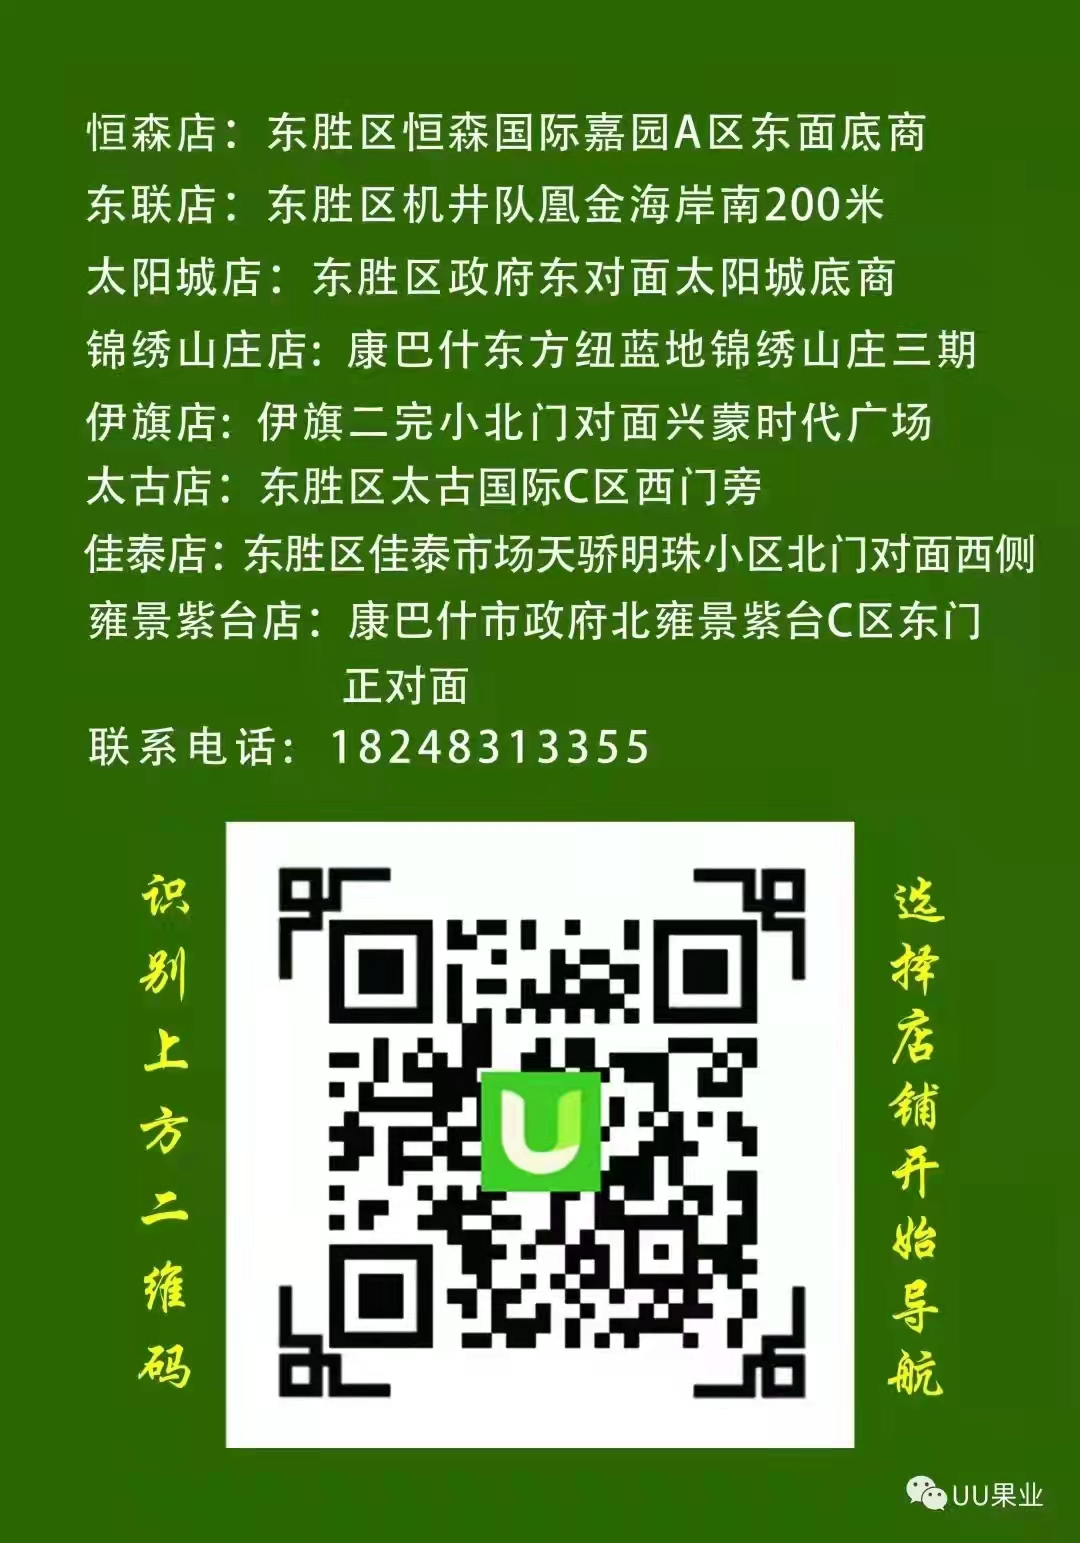 恒森店：东胜区恒森国际嘉园A区东面底商
东联店：东胜区机井队凰金海岸南200米
太阳城店：东胜区政府东对面太阳城底商
锦绣山庄店：康巴什东方纽蓝地锦绣山庄三期
伊旗店：伊旗二完小北门对面兴蒙时代广场
太古店：东胜区太古国际C区西门旁
佳泰店：东胜区佳泰市场天骄明珠小区北门对面西侧
雍景紫台店：康巴什市政府北雍景紫台C区东门
正对面
联系电话：18248313355
识别上方二维码
选择店铺开始导航
UU果业